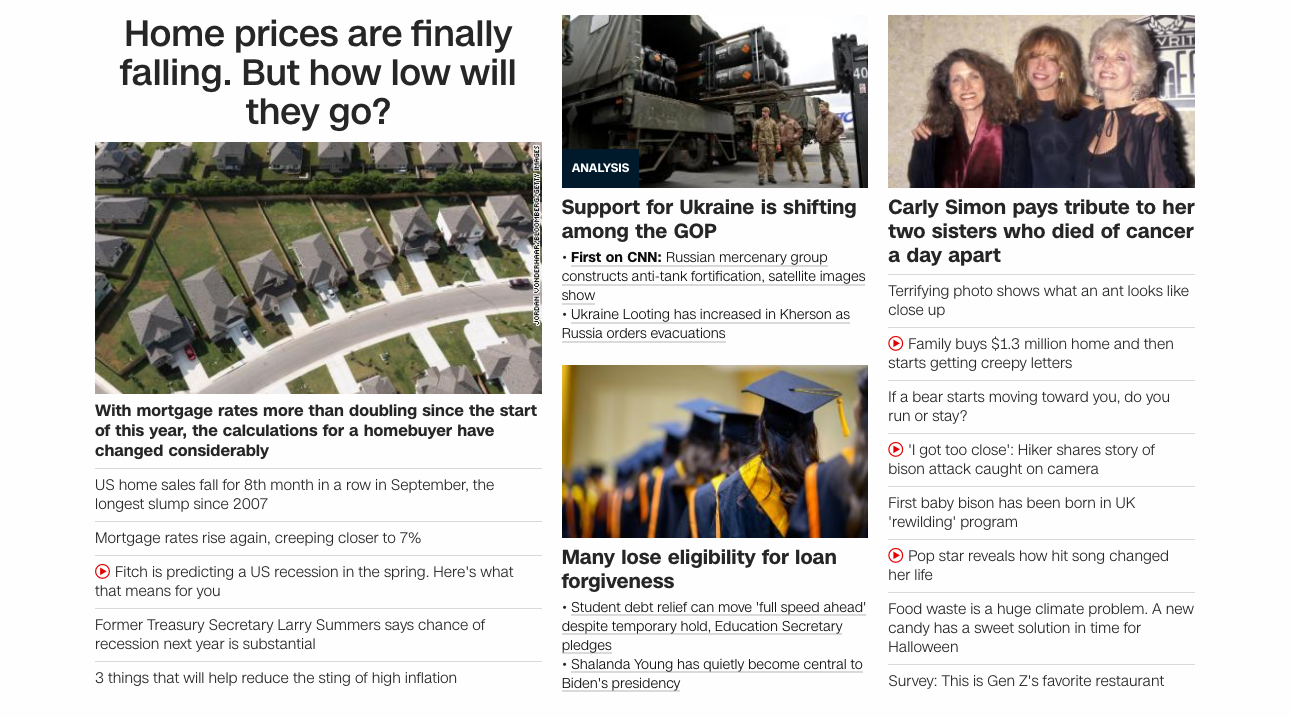 Home prices are finally
falling. But how low will
they go?
JORDAN VONDERHAAR/BLOOMBERG/GETTY IMAGES
With mortgage rates more than doubling since the start
of this year, the calculations for a homebuyer have
changed considerably
US home sales fall for 8th month in a row in September, the
longest slump since 2007
Mortgage rates rise again, creeping closer to 7%
Fitch is predicting a US recession in the spring. Here's what
that means for you
Former Treasury Secretary Larry Summers says chance of
recession next year is substantial
3 things that will help reduce the sting of high inflation
40
ANALYSIS
Support for Ukraine is shifting
among the GOP
• First on CNN: Russian mercenary group
constructs anti-tank fortification, satellite images
show
• Ukraine Looting has increased in Kherson as
Russia orders evacuations
Many lose eligibility for loan
forgiveness
• Student debt relief can move 'full speed ahead'
despite temporary hold, Education Secretary
pledges
• Shalanda Young has quietly become central to
Biden's presidency
Carly Simon pays tribute to her
two sisters who died of cancer
a day apart
Terrifying photo shows what an ant looks like
close up
Family buys $1.3 million home and then
starts getting creepy letters
If a bear starts moving toward you, do you
run or stay?
'I got too close': Hiker shares story of
bison attack caught on camera
First baby bison has been born in UK
'rewilding' program
Pop star reveals how hit song changed
her life
Food waste is a huge climate problem. A new
candy has a sweet solution in time for
Halloween
Survey: This is Gen Z's favorite restaurant